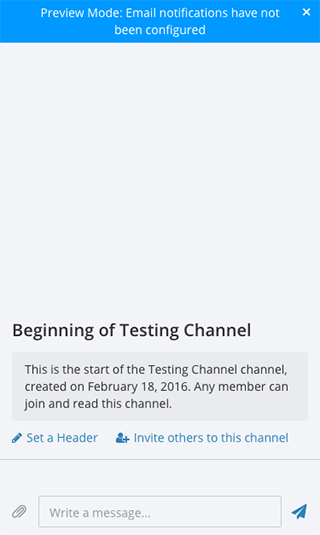 Preview Mode: Email notifications have not
been configured
×
Beginning of Testing Channel
This is the start of the Testing Channel channel,
created on February 18, 2016. Any member can
join and read this channel.
Set a Header
Invite others to this channel
Write a message...